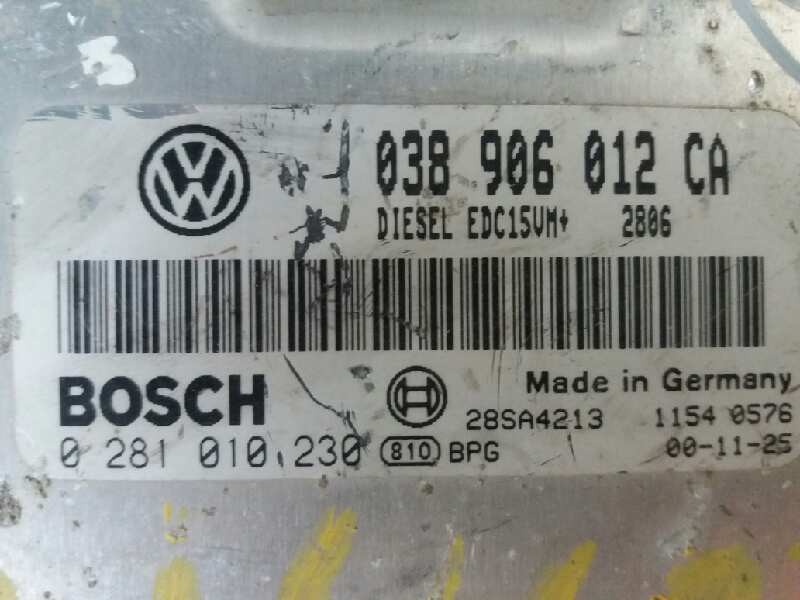 3
038 906 012 CA
DIESEL EDC15VM+ 2806
BOSCH
Made in Germany
28SA4213 1154 0576
0 281 010 230 810 BPG 00-11-25